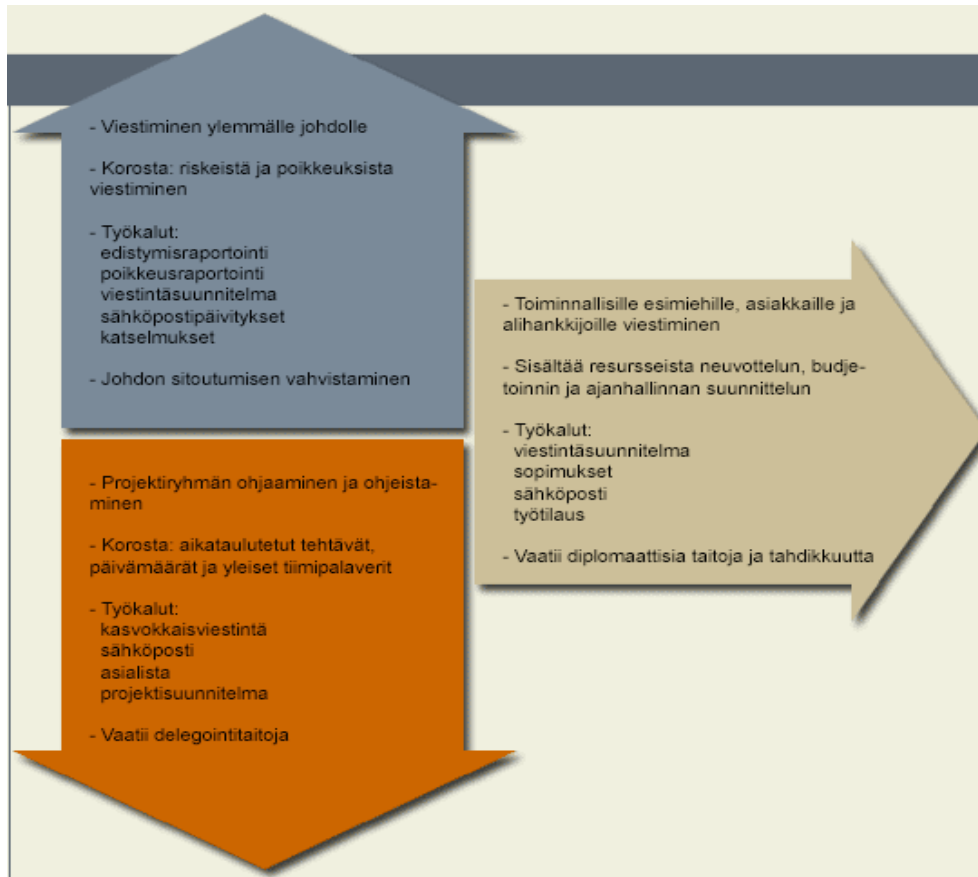 - Viestiminen ylemmälle johdolle
- Korosta: riskeistä ja poikkeuksista
viestiminen
- Työkalut:
edistymisraportointi
poikkeusraportointi
viestintäsuunnitelma
sähköpostipäivitykset
katselmukset
- Johdon sitoutumisen vahvistaminen
- Toiminnallisille esimiehille, asiakkaille ja
alihankkijoille viestiminen
- Sisältää resursseista neuvottelun, budje-
toinnin ja ajanhallinnan suunnittelun
- Työkalut:
viestintäsuunnitelma
sopimukset
sähköposti
työtilaus
- Vaatii diplomaattisia taitoja ja tahdikkuutta
- Projektiryhmän ohjaaminen ja ohjeista-
minen
- Korosta: aikataulutetut tehtävät,
päivämäärät ja yleiset tiimipalaverit
- Työkalut:
kasvokkaisviestintä
sähköposti
asialista
projektisuunnitelma
- Vaatii delegointitaitoja